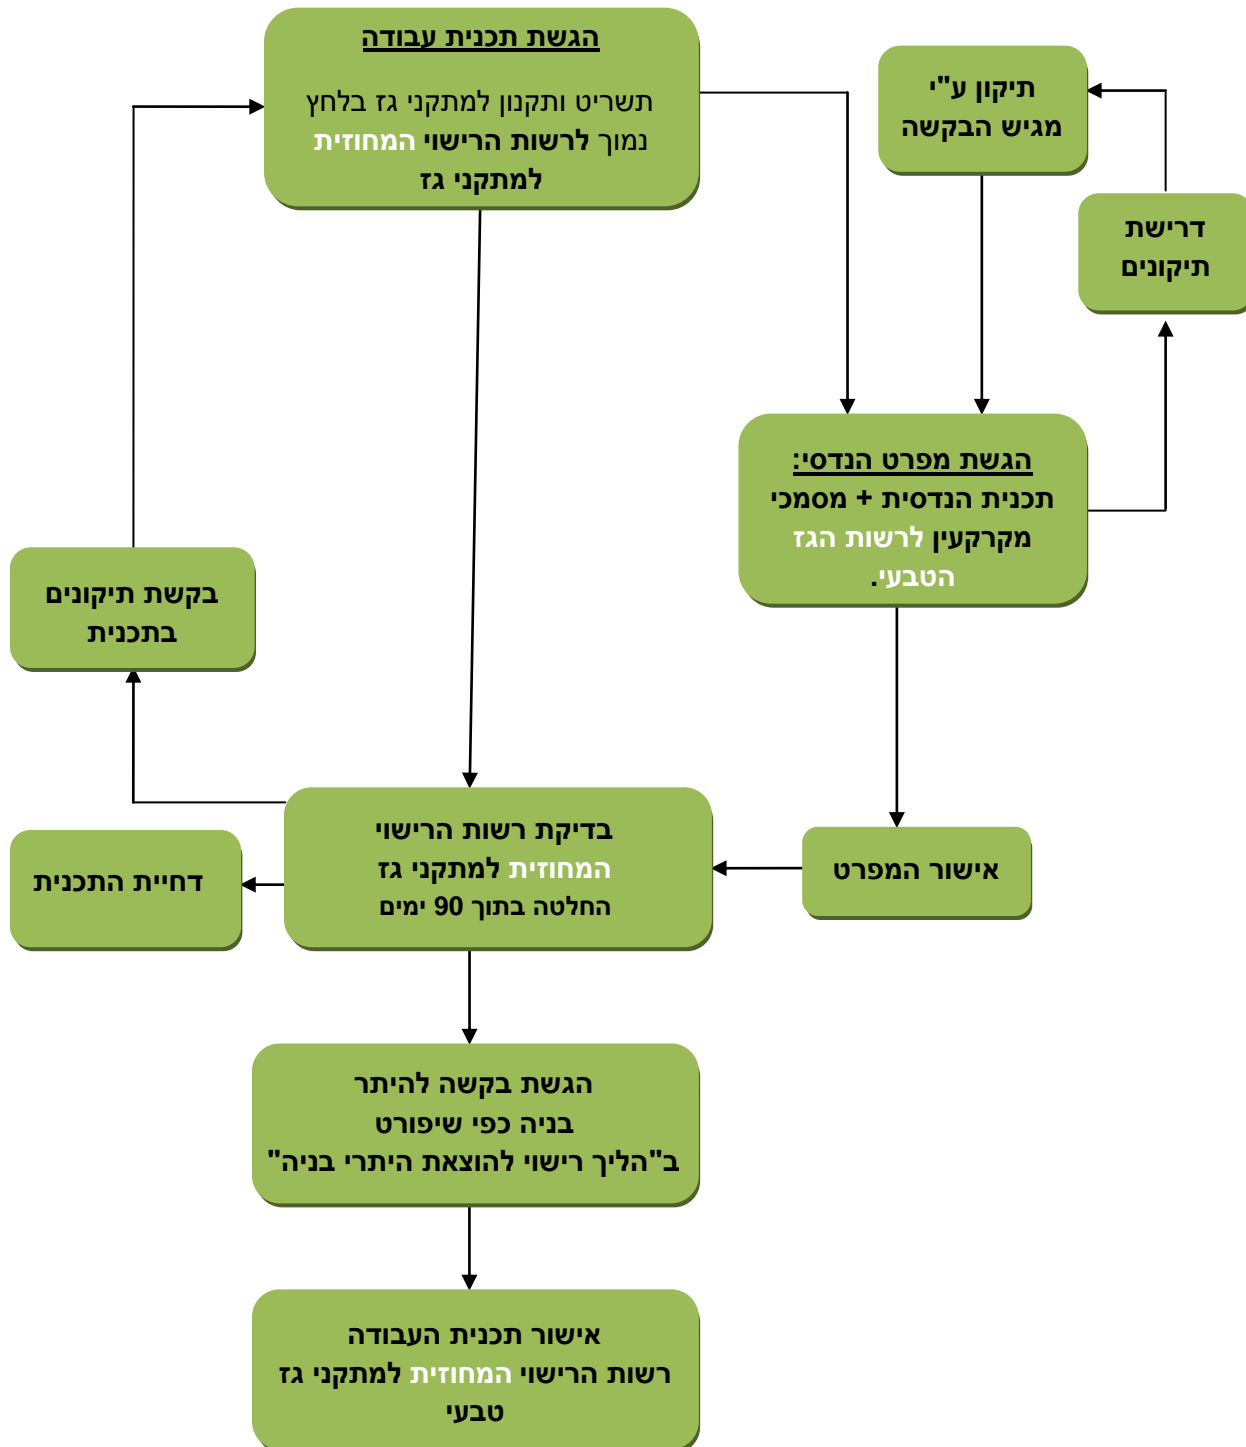 הגשת תכנית עבודה
תשריט ותקנון למתקני גז בלחץ
נמוך לרשות הרישוי המחוזית
למתקני גז
תיקון ע"י
מגיש הבקשה
דרישת
תיקונים
הגשת מפרט הנדסי:
תכנית הנדסית + מסמכי
מקרקעין לרשות הגז
הטבעי.
בקשת תיקונים
בתכנית
בדיקת רשות הרישוי
המחוזית למתקני גז
החלטה בתוך 90 ימים
אישור המפרט
דחיית התכנית
הגשת בקשה להיתר
בניה כפי שיפורט
ב"הליך רישוי להוצאת היתרי בניה"
אישור תכנית העבודה
רשות הרישוי המחוזית למתקני גז
טבעי